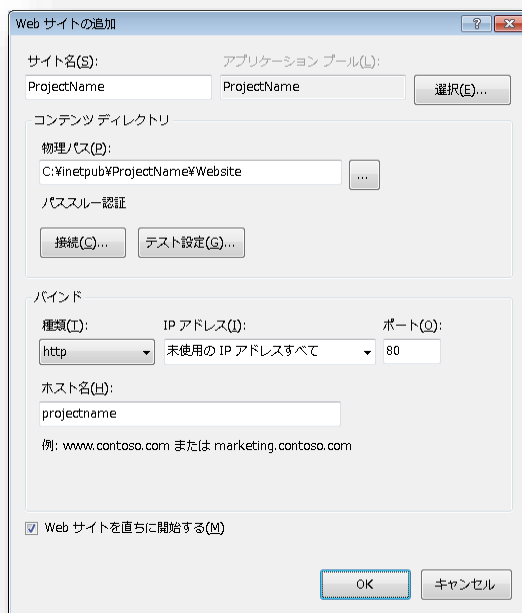 Web サイトの追加
サイト名(S):
アプリケーション プール(L):
ProjectName
ProjectName
選択(E)...
コンテンツ ディレクトリ
物理パス(P):
C:¥inetpub¥ProjectName¥Website
...
パススルー認証
接続(C)...
テスト設定(G)...
バインド
種類(T):
IP アドレス(I):
ポート(O):
http
未使用の IP アドレスすべて
80
ホスト名(H):
projectname
例: www.contoso.com または marketing.contoso.com
Web サイトを直ちに開始する(M)
OK
キャンセル